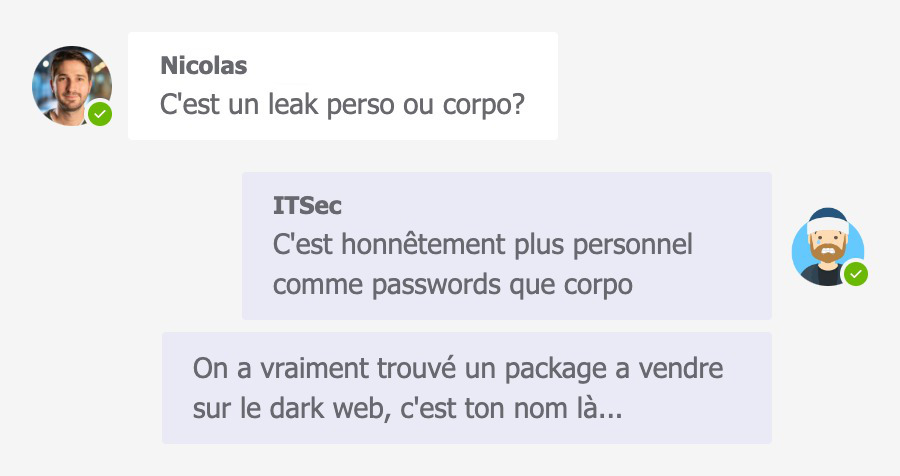 Nicolas
C'est un leak perso ou corpo?
ITSec
C'est honnêtement plus personnel
comme passwords que corpo
On a vraiment trouvé un package a vendre
sur le dark web, c'est ton nom là...